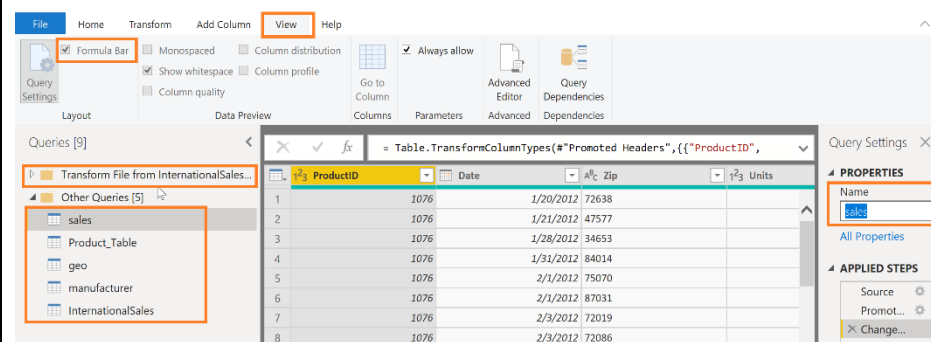 File Home Transform Add Column View Help
Formula Bar Monospaced Column distribution Always allow
Show whitespace Column profile
Column quality
Query Settings
Go to Column
Advanced Editor
Query Dependencies
Layout Data Preview Columns Parameters Advanced Dependencies
Queries [9]
Transform File from InternationalSales...
Other Queries [5]
sales
Product_Table
geo
manufacturer
InternationalSales
fx = Table.TransformColumnTypes(#"Promoted Headers",{{"ProductID",
1²3 ProductID Date AᴮC Zip 1²3 Units
1 1076 1/20/2012 72638
2 1076 1/21/2012 47577
3 1076 1/28/2012 34653
4 1076 1/31/2012 84014
5 1076 2/1/2012 75070
6 1076 2/1/2012 87031
7 1076 2/3/2012 72019
8 1076 2/3/2012 72086
Query Settings
PROPERTIES
Name
sales
All Properties
APPLIED STEPS
Source
Promot...
Change...